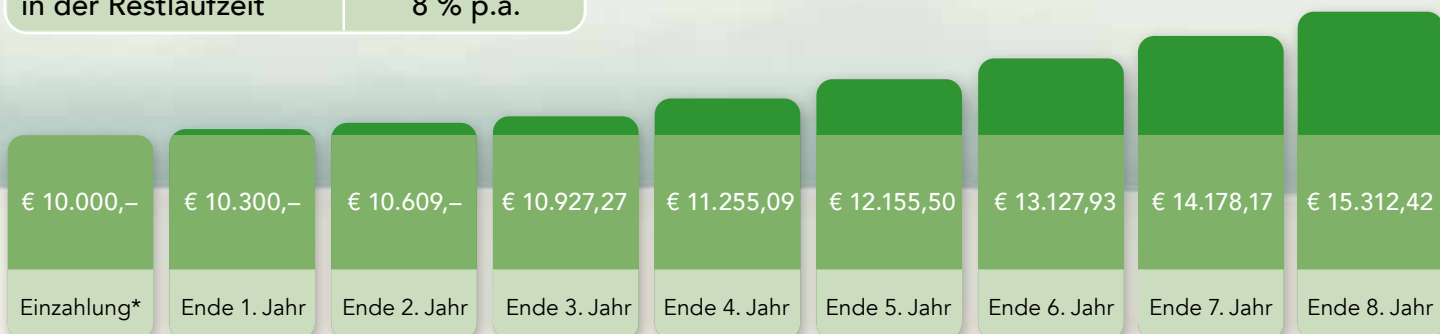 in der Restlaufzeit 8 % p.a.
€ 10.000,– € 10.300,– € 10.609,– € 10.927,27 € 11.255,09 € 12.155,50 € 13.127,93 € 14.178,17 € 15.312,42
Einzahlung* Ende 1. Jahr Ende 2. Jahr Ende 3. Jahr Ende 4. Jahr Ende 5. Jahr Ende 6. Jahr Ende 7. Jahr Ende 8. Jahr